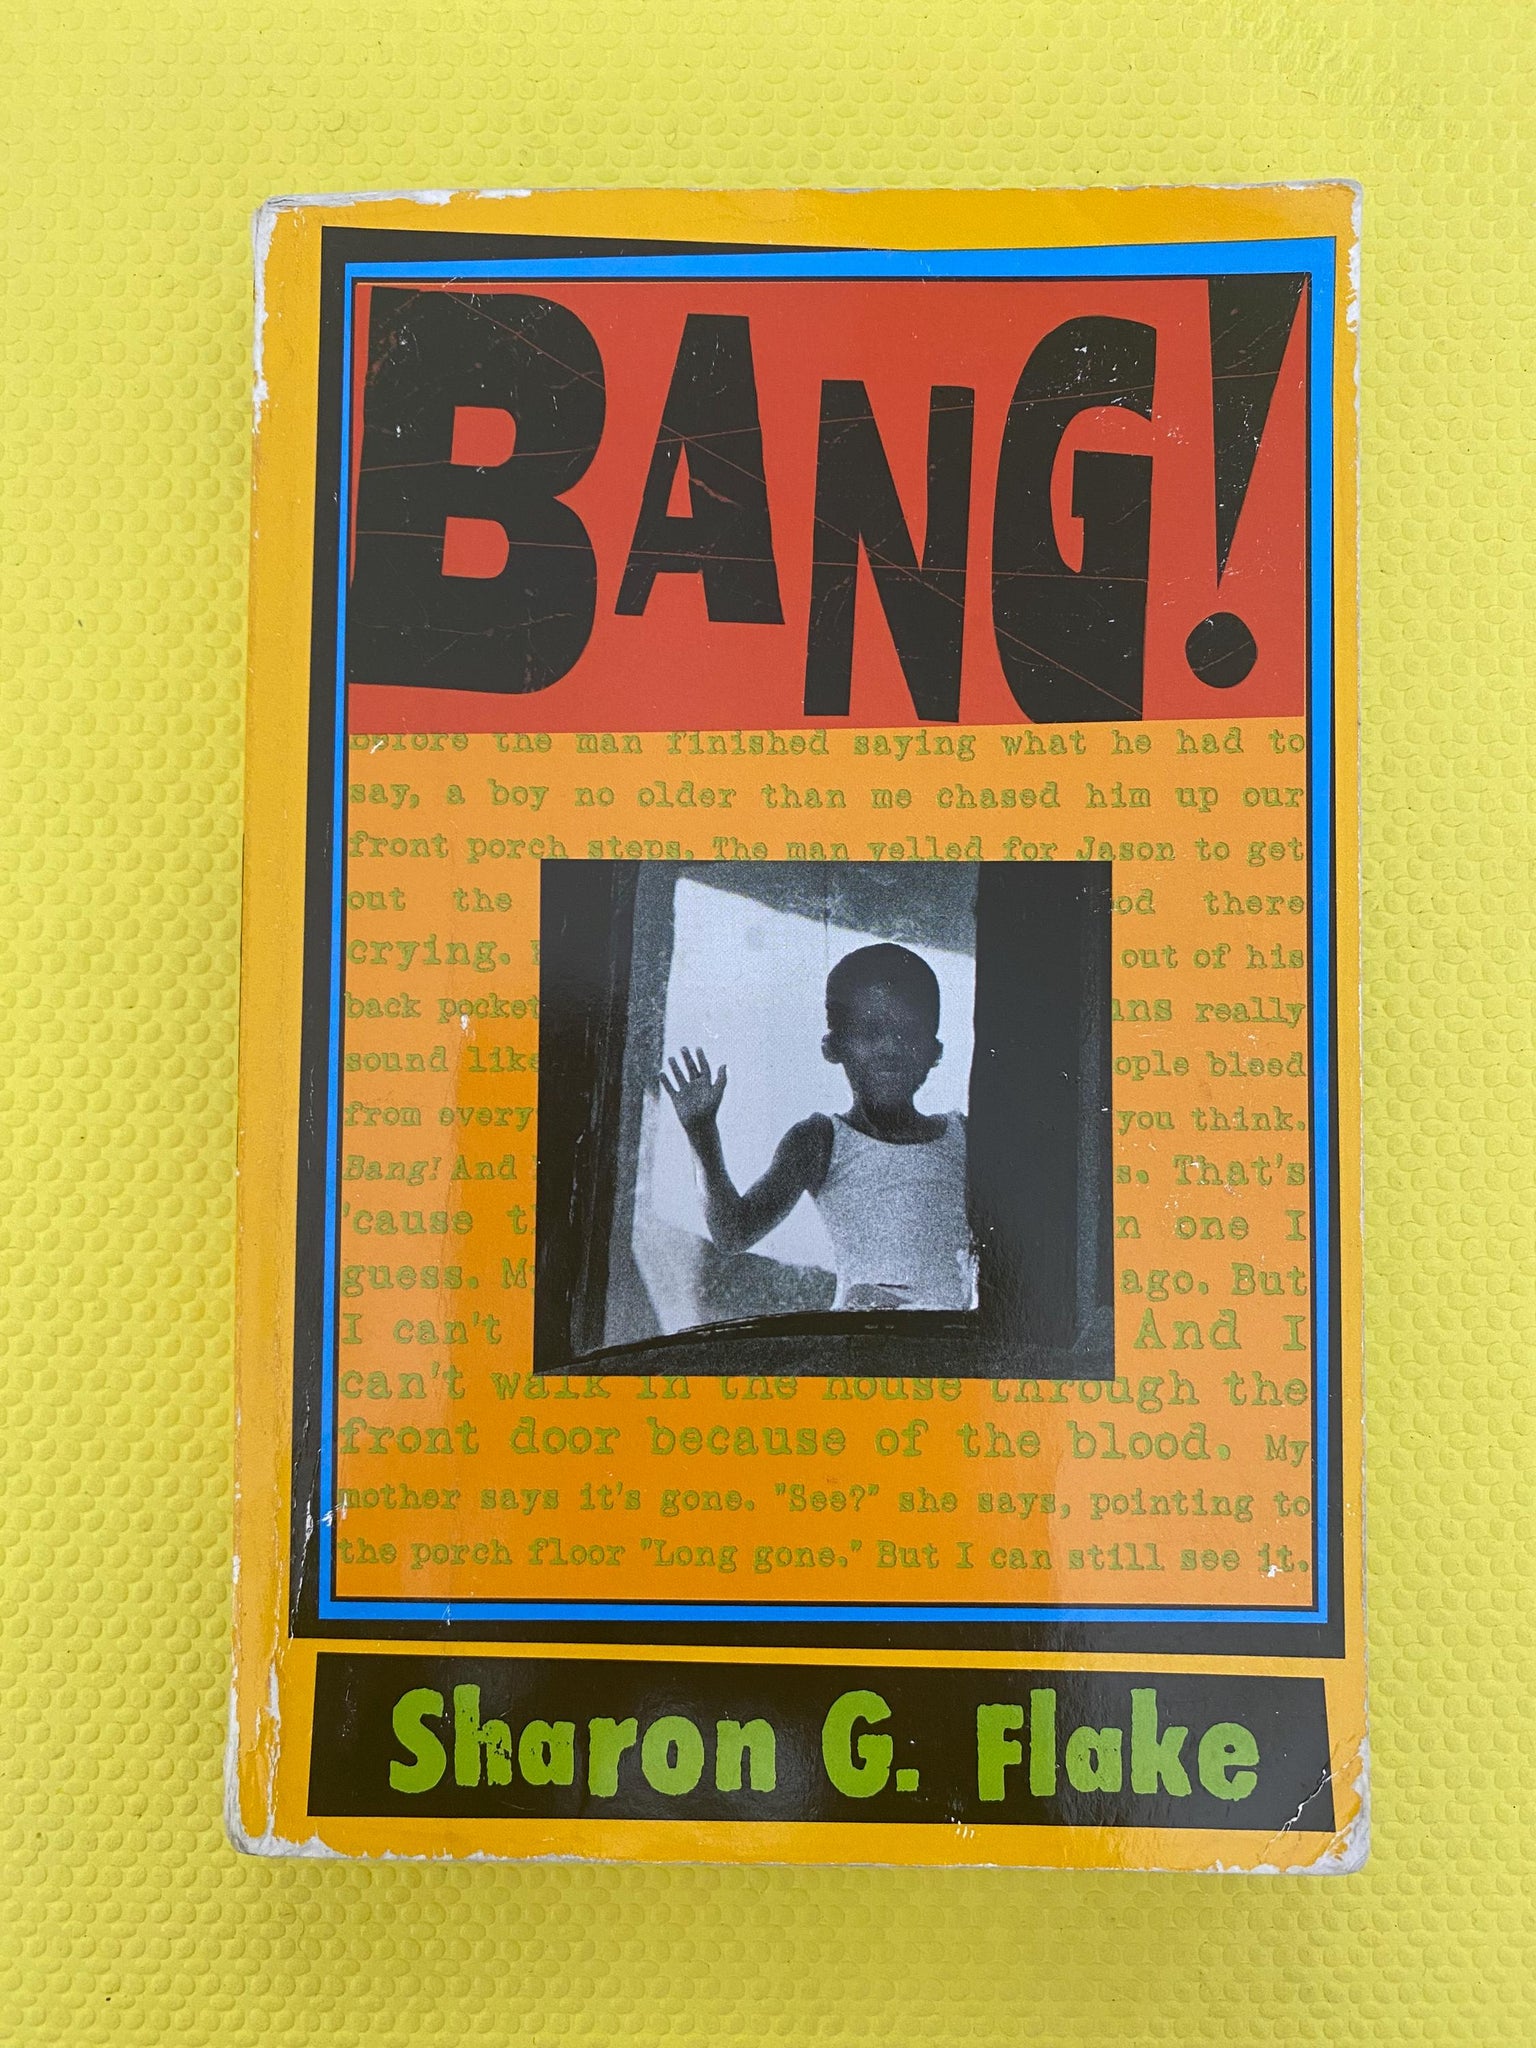 BANG!
Before the man finished saying what he had to
say, a boy no older than me chased him up our
front porch steps. The man yelled for Jason to get
out the there
crying. out of his
back pocket really
sound like bleed
from every you think.
Bang! And That's
'cause one I
guess. ago. But
I can't And I
can't walk in the house through the
front door because of the blood. My
mother says it's gone. "See?" she says, pointing to
the porch floor "Long gone." But I can still see it.
Sharon G. Flake